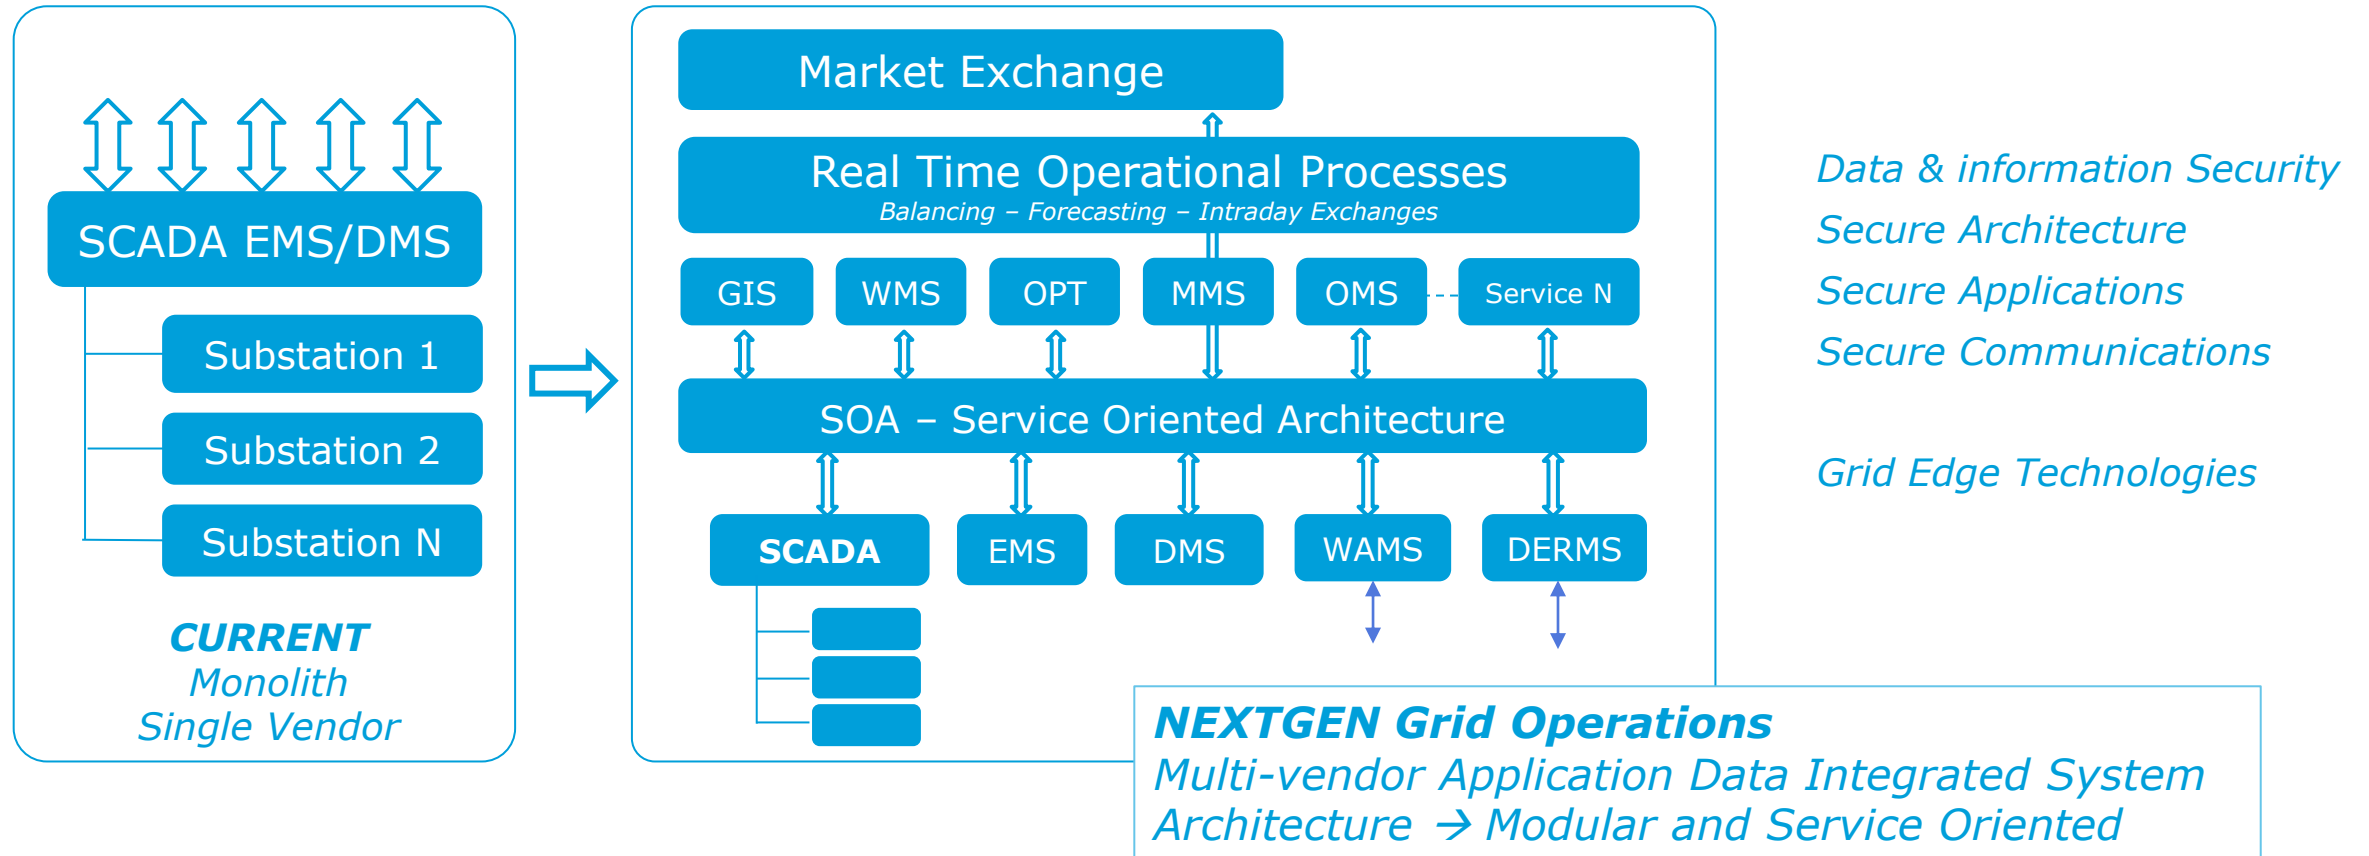 SCADA EMS/DMS
Substation 1
Substation 2
Substation N
CURRENT
Monolith
Single Vendor
Market Exchange
Real Time Operational Processes
Balancing – Forecasting – Intraday Exchanges
GIS
WMS
OPT
MMS
OMS
Service N
SOA – Service Oriented Architecture
SCADA
EMS
DMS
WAMS
DERMS
NEXTGEN Grid Operations
Multi-vendor Application Data Integrated System
Architecture → Modular and Service Oriented
Data & information Security
Secure Architecture
Secure Applications
Secure Communications
Grid Edge Technologies